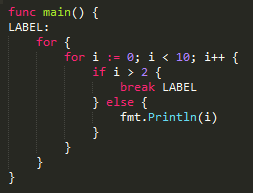 func main() {
LABEL:
    for {
        for i := 0; i < 10; i++ {
            if i > 2 {
                break LABEL
            } else {
                fmt.Println(i)
            }
        }
    }
}